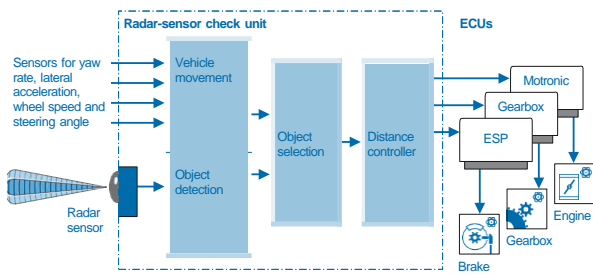 Radar-sensor check unit
ECUs
Sensors for yaw
rate, lateral
acceleration,
wheel speed and
steering angle
Vehicle
movement
Object
detection
Object
selection
Distance
controller
Motronic
Gearbox
ESP
Radar
sensor
Brake
Gearbox
Engine